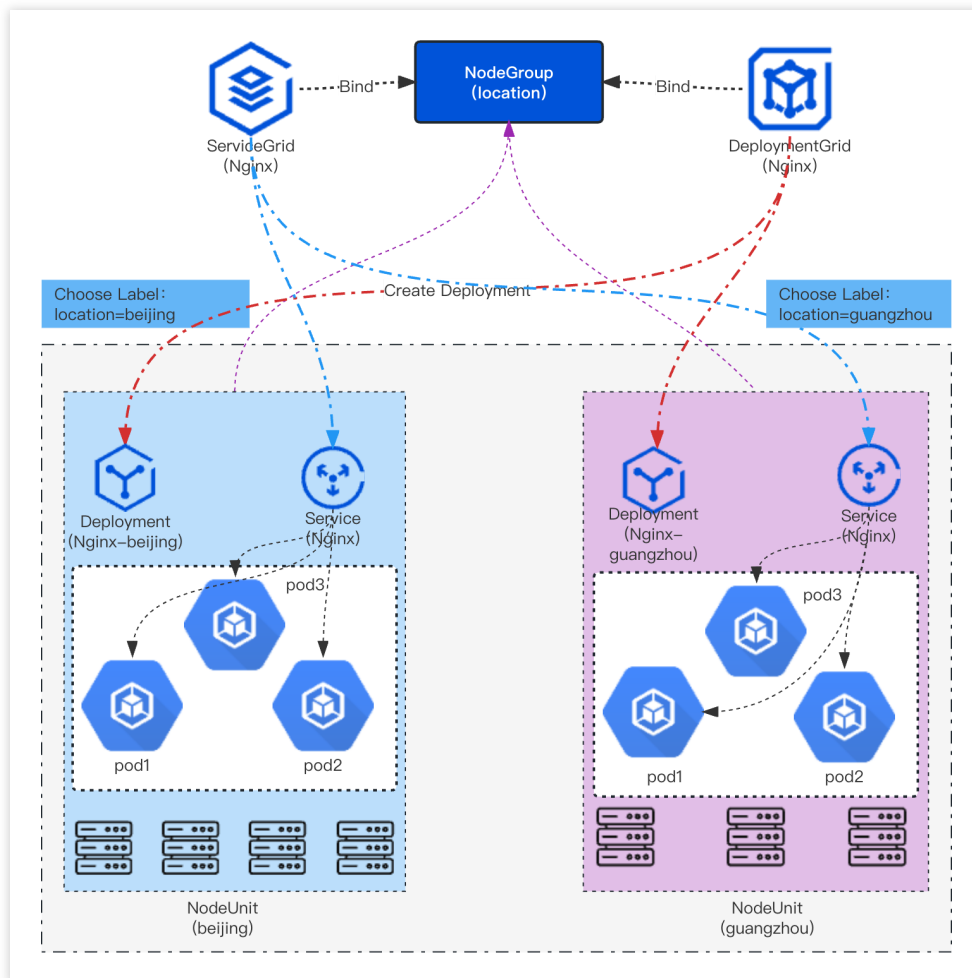 NodeGroup
(location)
Bind
Bind
ServiceGrid
(Nginx)
DeploymentGrid
(Nginx)
Choose Label:
location=beijing
Create Deployment
Choose Label:
location=guangzhou
Deployment
(Nginx-beijing)
Service
(Nginx)
pod3
pod1
pod2
Deployment
(Nginx-
guangzhou)
Service
(Nginx)
pod3
pod1
pod2
NodeUnit
(beijing)
NodeUnit
(guangzhou)